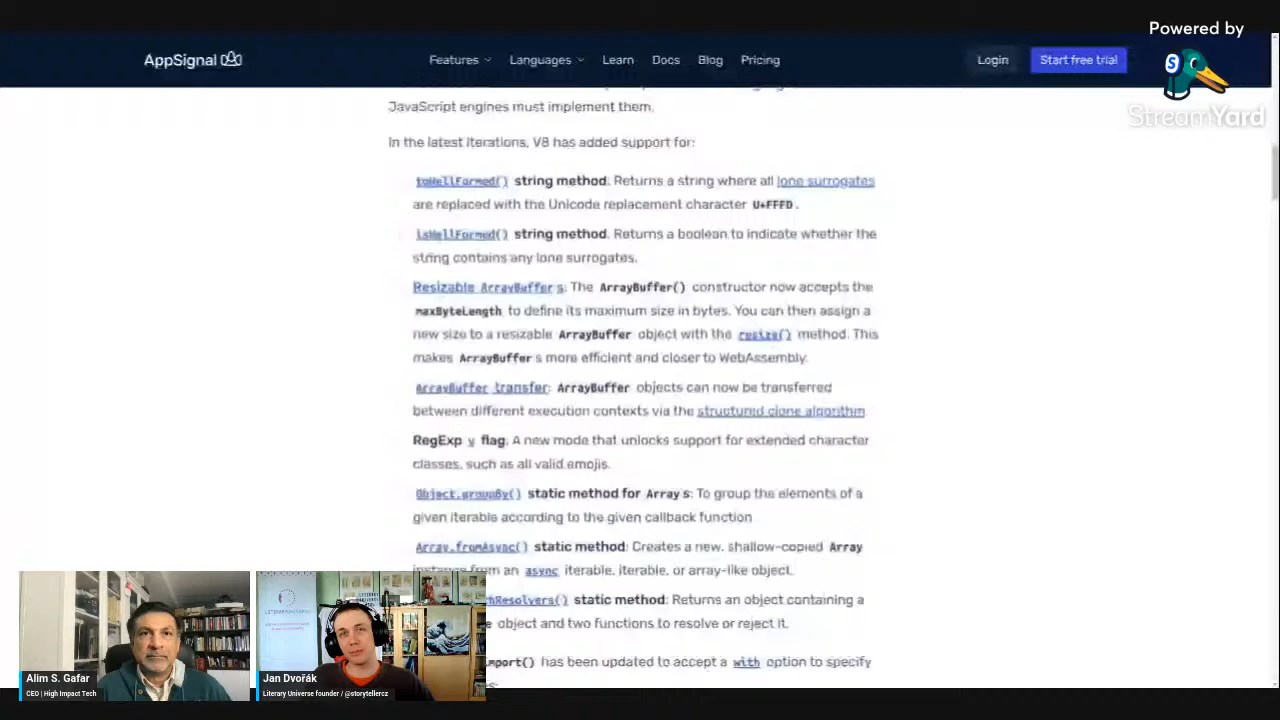 Powered by
StreamYard
AppSignal
Features
Languages
Learn
Docs
Blog
Pricing
Login
Start free trial
JavaScript engines must implement them.
In the latest iterations, V8 has added support for:
toWellFormed() string method. Returns a string where all lone surrogates
are replaced with the Unicode replacement character U+FFFD.
isWellFormed() string method. Returns a boolean to indicate whether the
string contains any lone surrogates.
Resizable ArrayBuffers: The ArrayBuffer() constructor now accepts the
maxByteLength to define its maximum size in bytes. You can then assign a
new size to a resizable ArrayBuffer object with the resize() method. This
makes ArrayBuffers more efficient and closer to WebAssembly.
ArrayBuffer transfer: ArrayBuffer objects can now be transferred
between different execution contexts via the structured clone algorithm
RegExp v flag. A new mode that unlocks support for extended character
classes, such as all valid emojis.
Object.groupBy() static method for Arrays: To group the elements of a
given iterable according to the given callback function
Array.fromAsync() static method: Creates a new, shallow-copied Array
instance from an async iterable, iterable, or array-like object.
hResolvers() static method: Returns an object containing a
object and two functions to resolve or reject it.
mport() has been updated to accept a with option to specify
Alim S. Gafar
CEO | High Impact Tech
Jan Dvořák
Literary Universe founder / @storytellercz